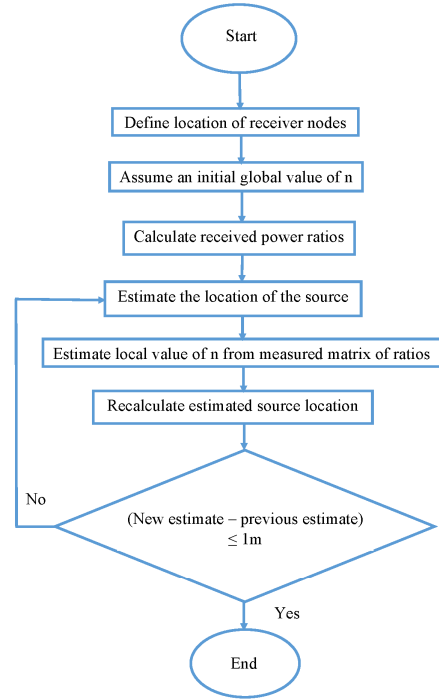 Start
Define location of receiver nodes
Assume an initial global value of n
Calculate received power ratios
Estimate the location of the source
Estimate local value of n from measured matrix of ratios
Recalculate estimated source location
No
(New estimate – previous estimate)
≤ 1m
Yes
End